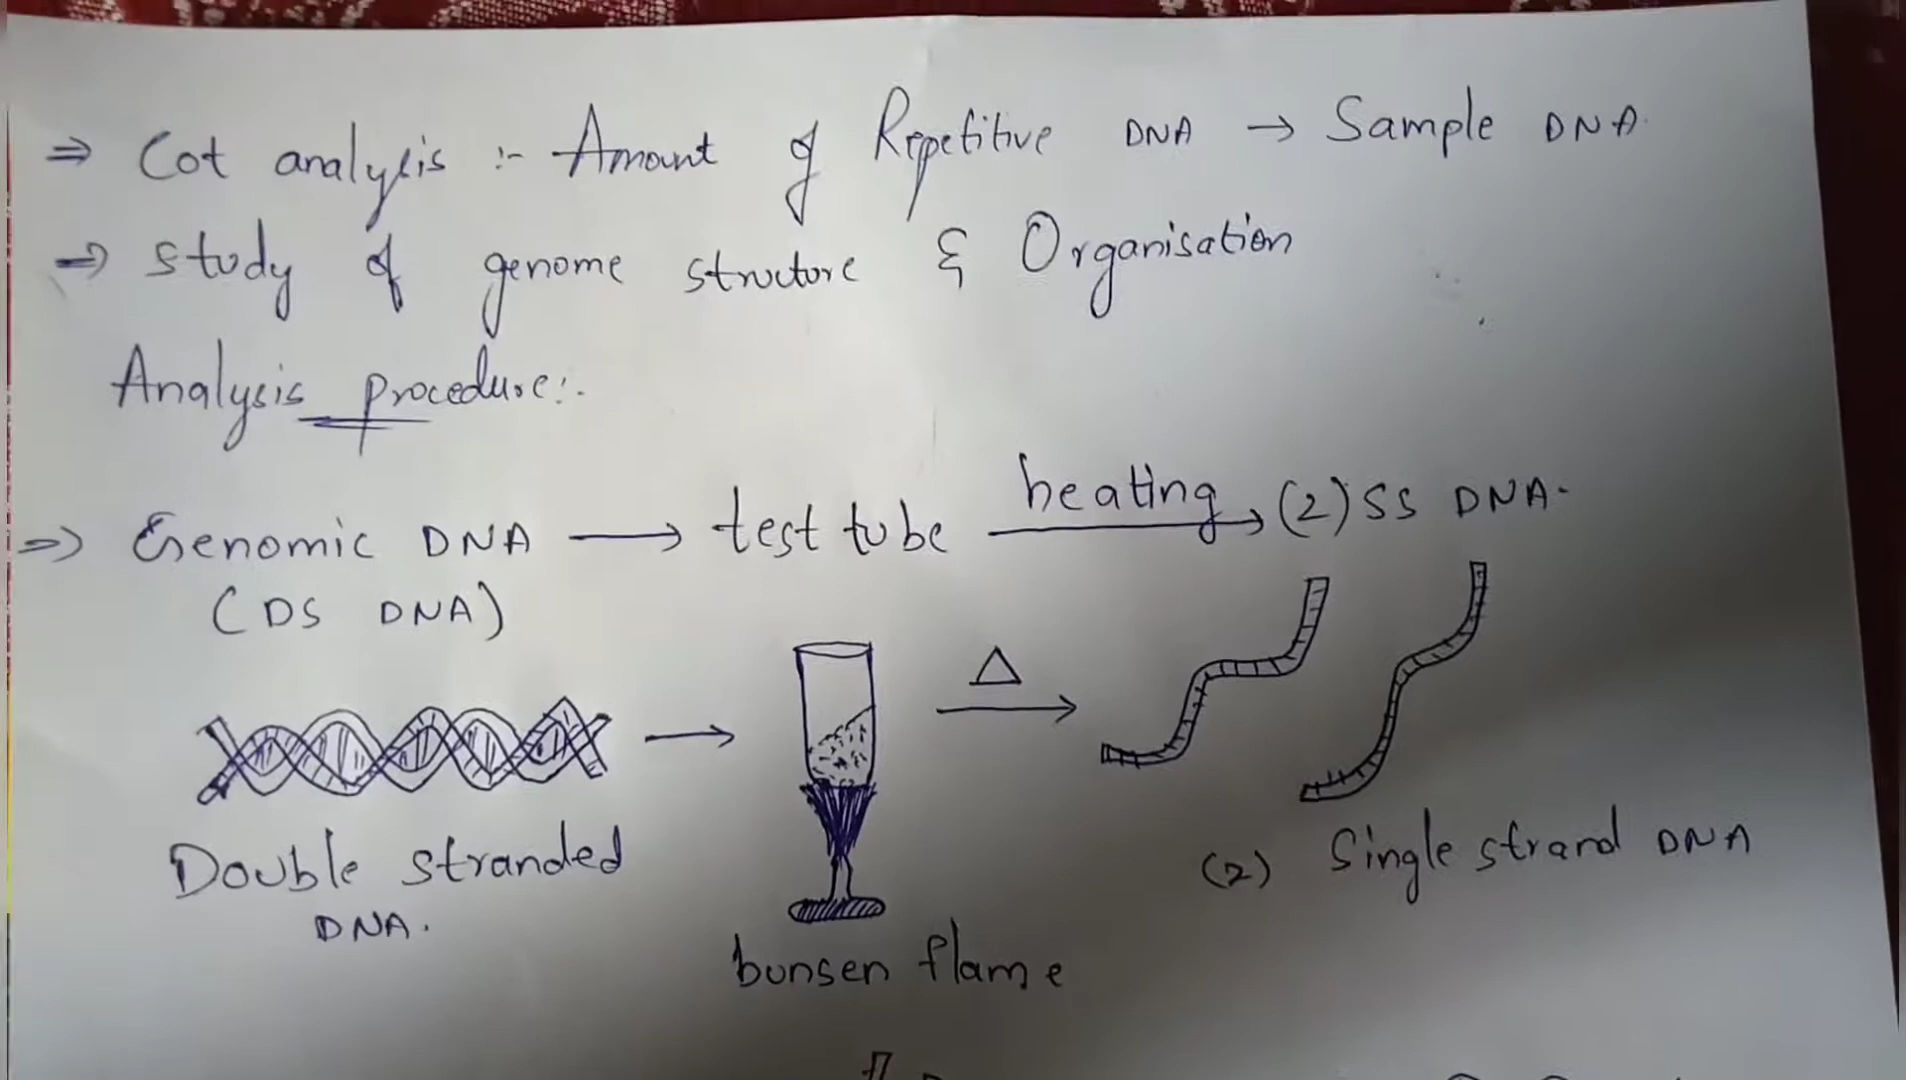 ⇒ Cot analysis :- Amount of Repetitive DNA → Sample DNA.
⇒ study of genome structure & Organisation
Analysis procedure:-
⇒ Genomic DNA → test tube heating → (2) SS DNA.
(DS DNA)
Δ
Double stranded
DNA.
(2) Single strand DNA
bunsen flame